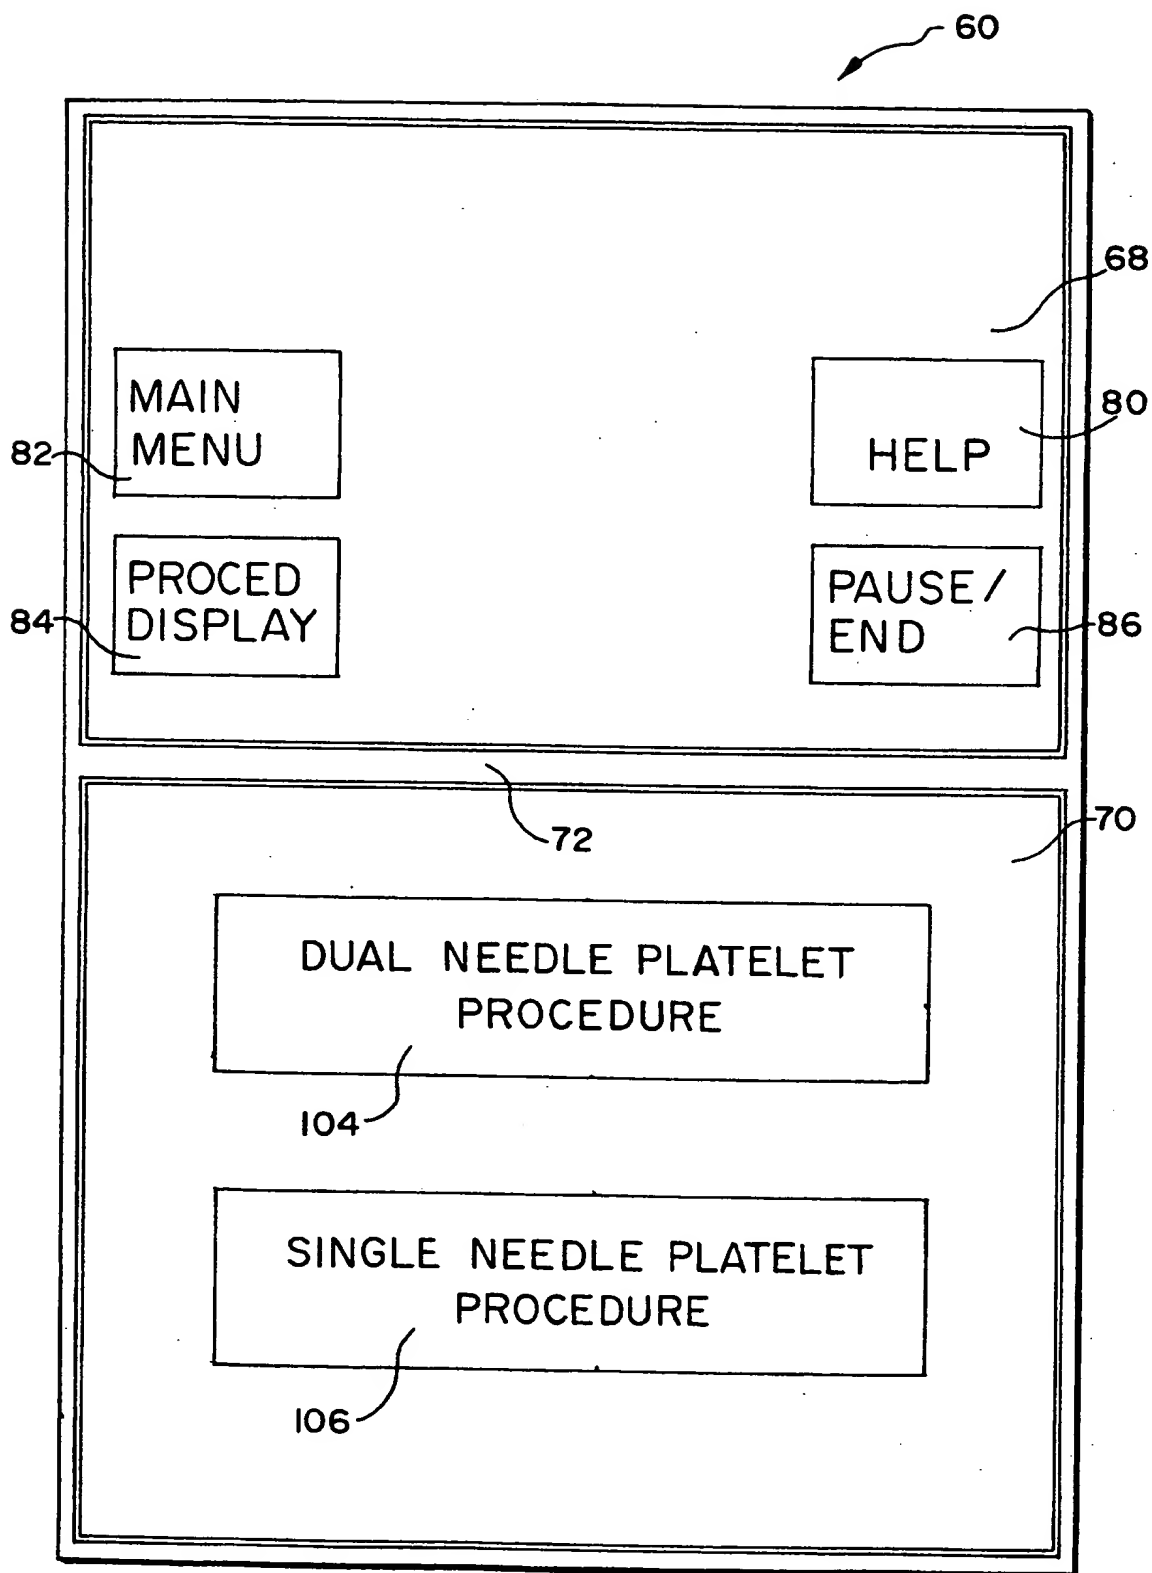 60
68
MAIN
MENU
82
HELP
80
PROCED
DISPLAY
84
PAUSE/
END
86
72
70
DUAL NEEDLE PLATELET
PROCEDURE
104
SINGLE NEEDLE PLATELET
PROCEDURE
106